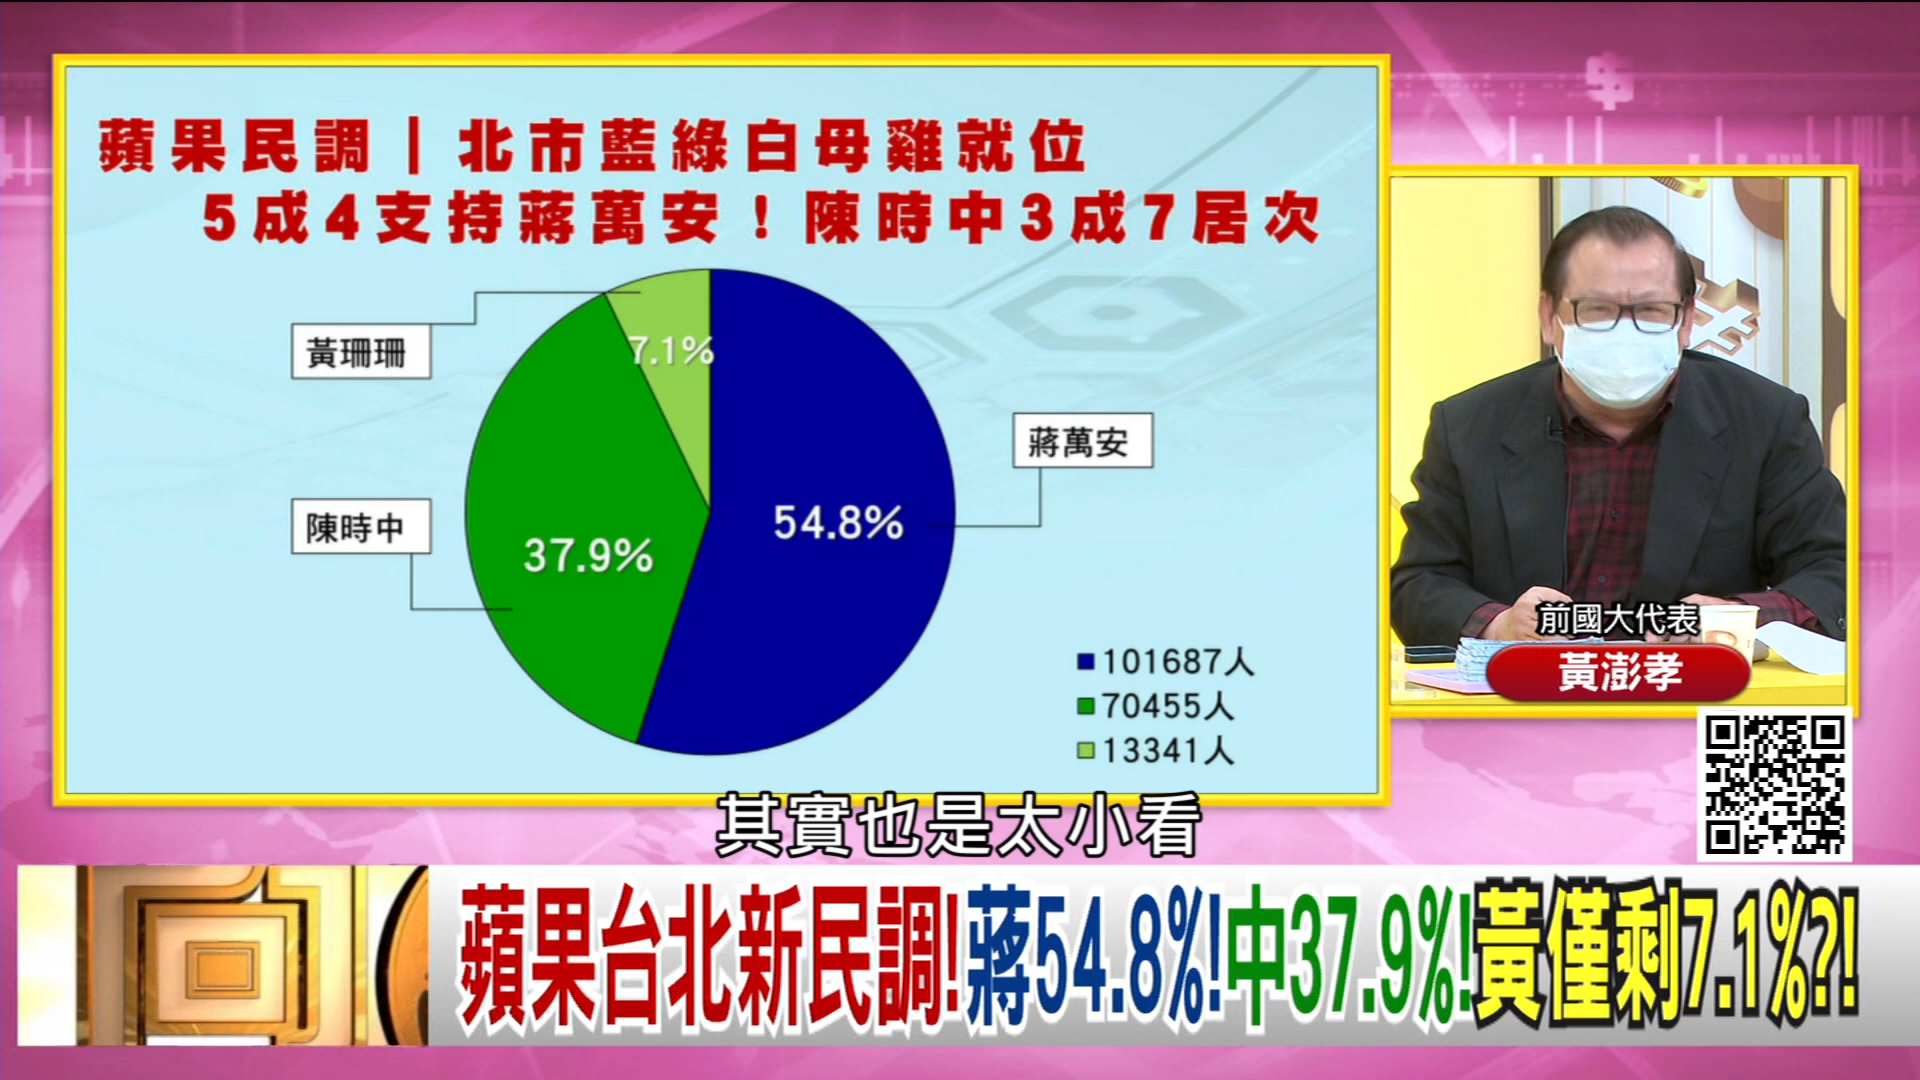 蘋果民調｜北市藍綠白母雞就位
5成4支持蔣萬安！陳時中3成7居次
黃珊珊
7.1%
蔣萬安
54.8%
陳時中
37.9%
101687人
70455人
13341人
前國大代表
黃澎孝
其實也是太小看
蘋果台北新民調!蔣54.8%!中37.9%!黃僅剩7.1%?!